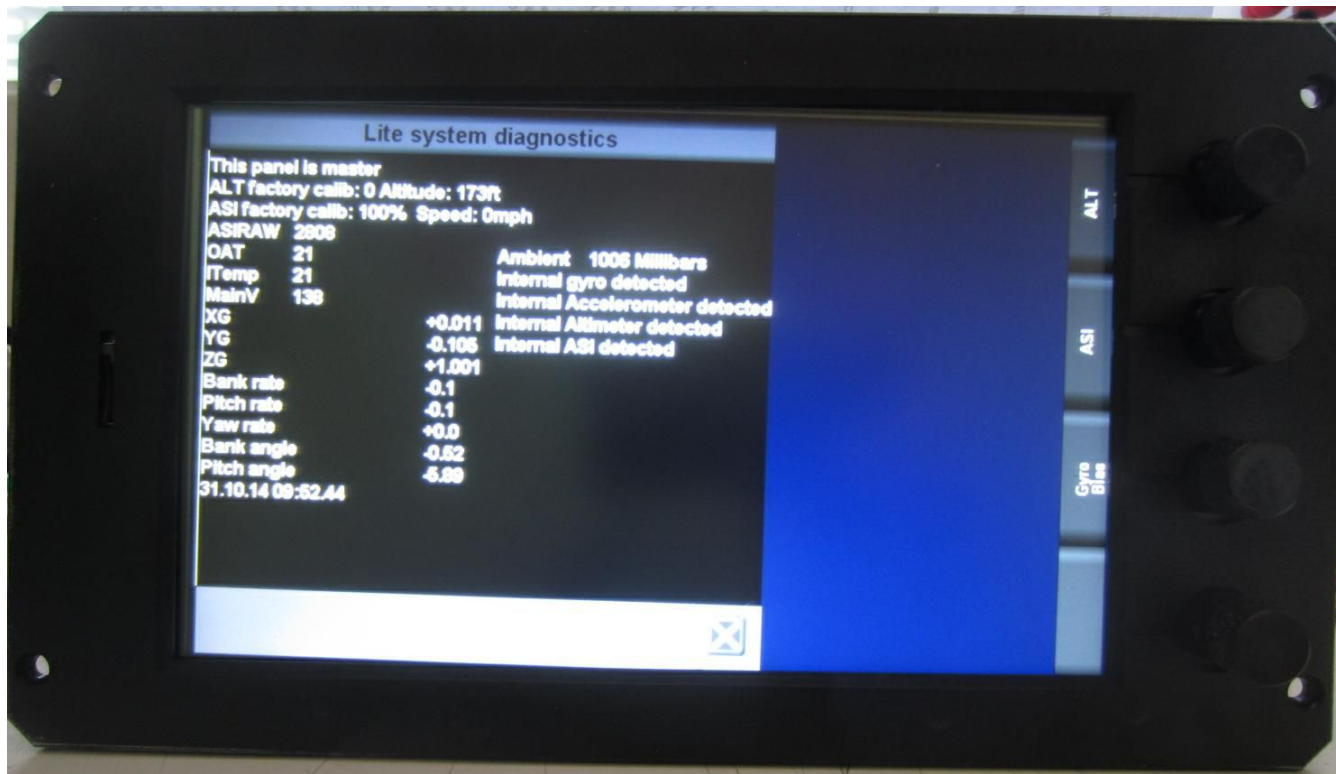 Lite system diagnostics
This panel is master
ALT factory calib: 0 Altitude: 173ft
ASI factory calib: 100% Speed: 0mph
ASIRAW 2808
OAT 21 Ambient 1005 Millibars
ITemp 21 Internal gyro detected
MainV 138 Internal Accelerometer detected
XG +0.011 Internal Altimeter detected
YG -0.105 Internal ASI detected
ZG +1.001
Bank rate -0.1
Pitch rate -0.1
Yaw rate +0.0
Bank angle -0.52
Pitch angle -5.89
31.10.14 09:52.44
ALT
ASI
Gyro
Bias